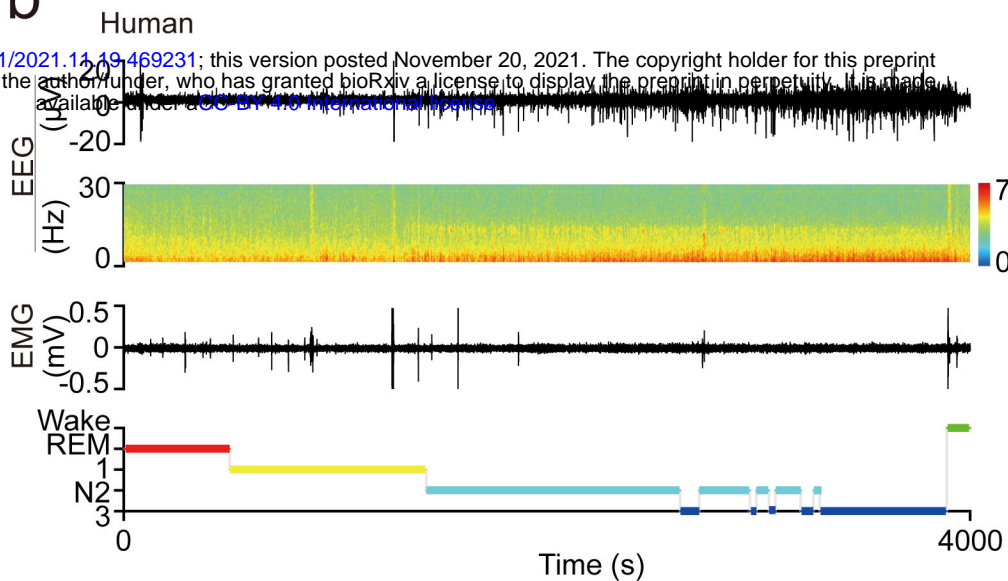 b
Human
1/2021.11.19.469231; this version posted November 20, 2021. The copyright holder for this preprint
the author/funder, who has granted bioRxiv a license to display the preprint in perpetuity. It is made
available under a CC-BY 4.0 International license.
EEG
(µV)
20
0
-20
(Hz)
30
0
7
0
EMG
(mV)
0.5
0
-0.5
Wake
REM
1
N2
3
0
4000
Time (s)